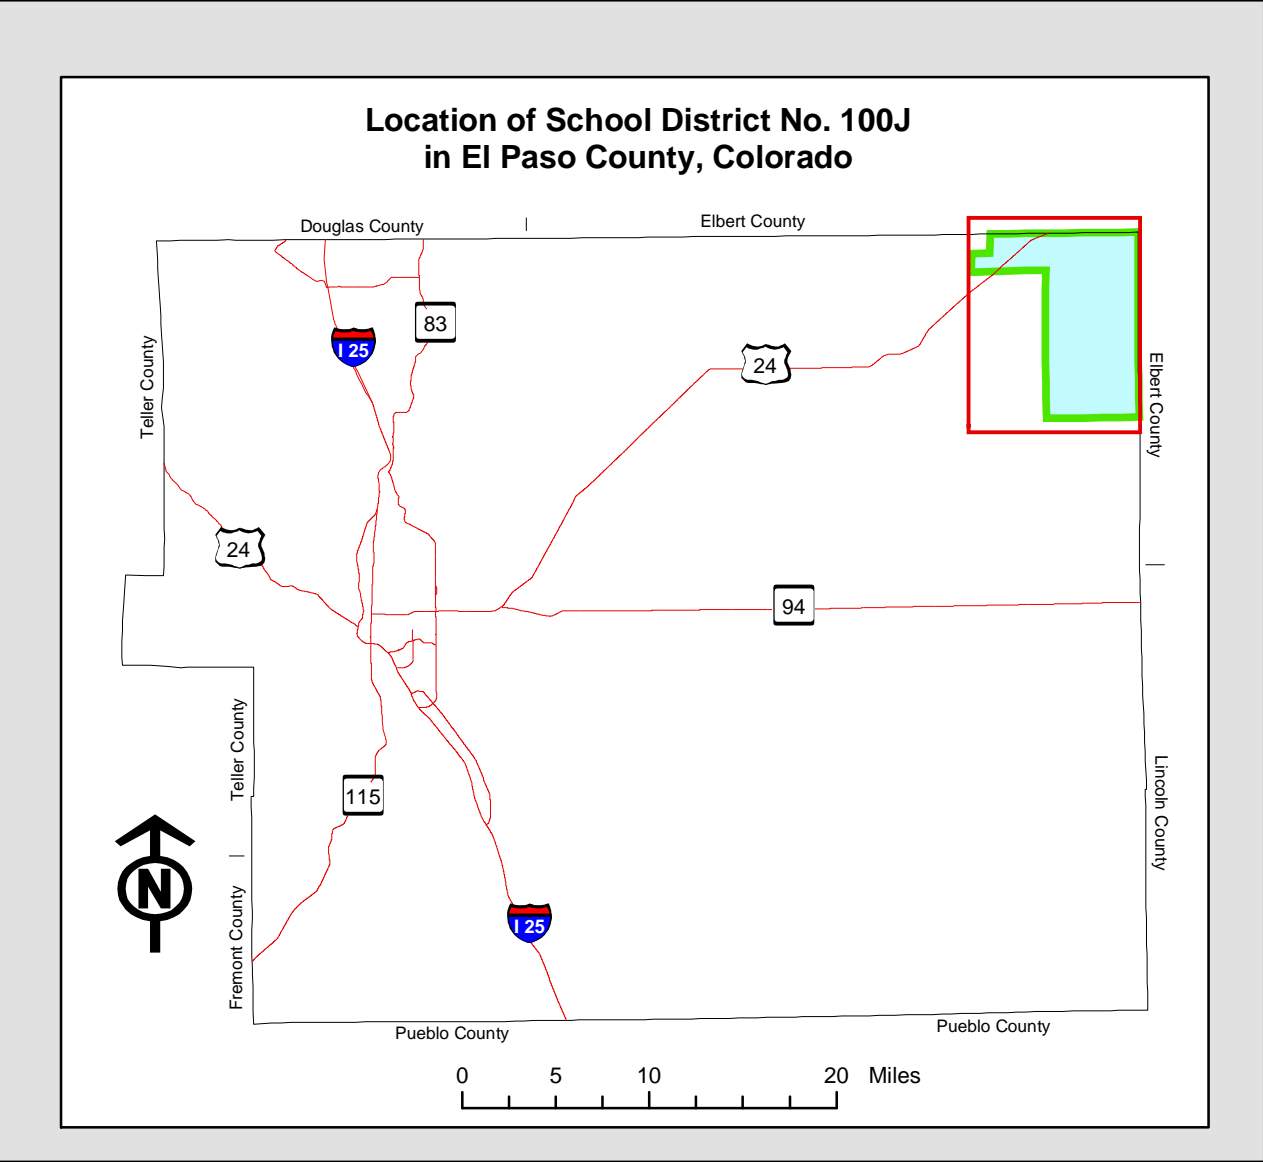 Location of School District No. 100J
in El Paso County, Colorado
Douglas County
Elbert County
83
I 25
24
Teller County
Elbert County
24
94
Teller County
115
Lincoln County
N
Fremont County
I 25
Pueblo County
Pueblo County
0 5 10 20 Miles